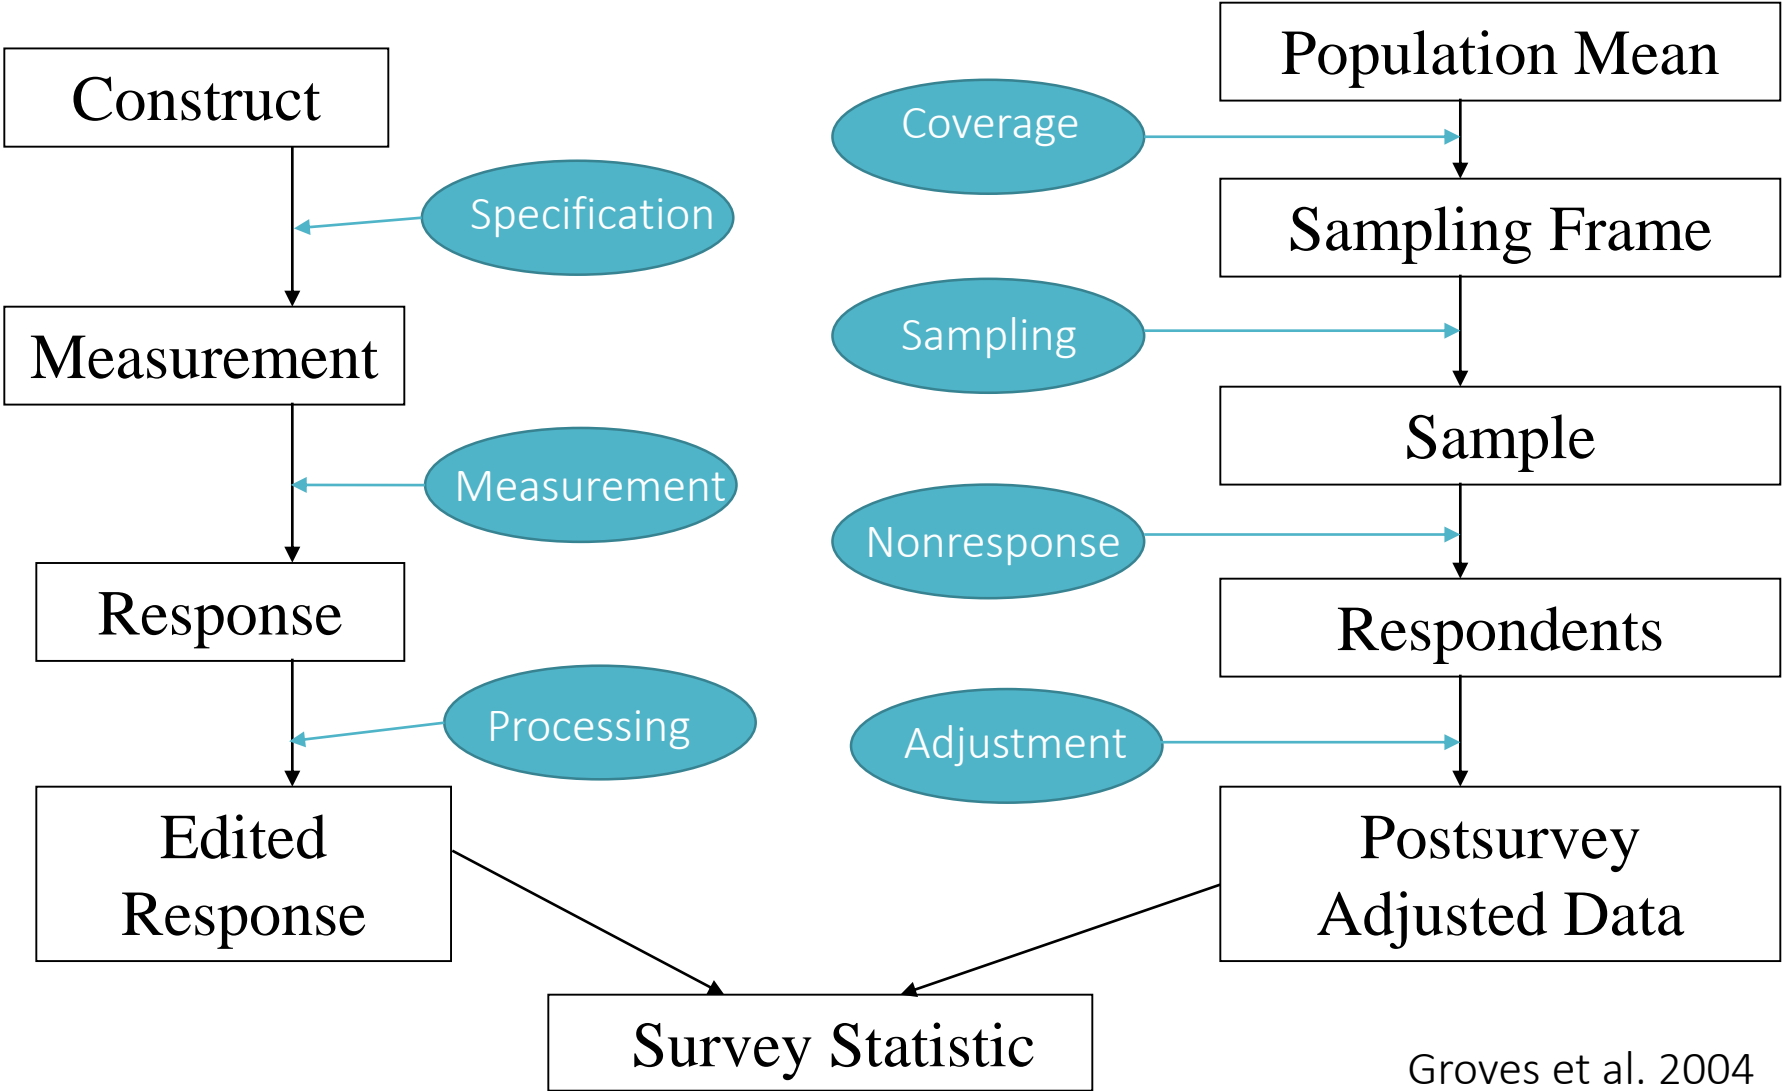 Construct
Specification
Measurement
Measurement
Response
Processing
Edited
Response
Population Mean
Coverage
Sampling Frame
Sampling
Sample
Nonresponse
Respondents
Adjustment
Postsurvey
Adjusted Data
Survey Statistic
Groves et al. 2004